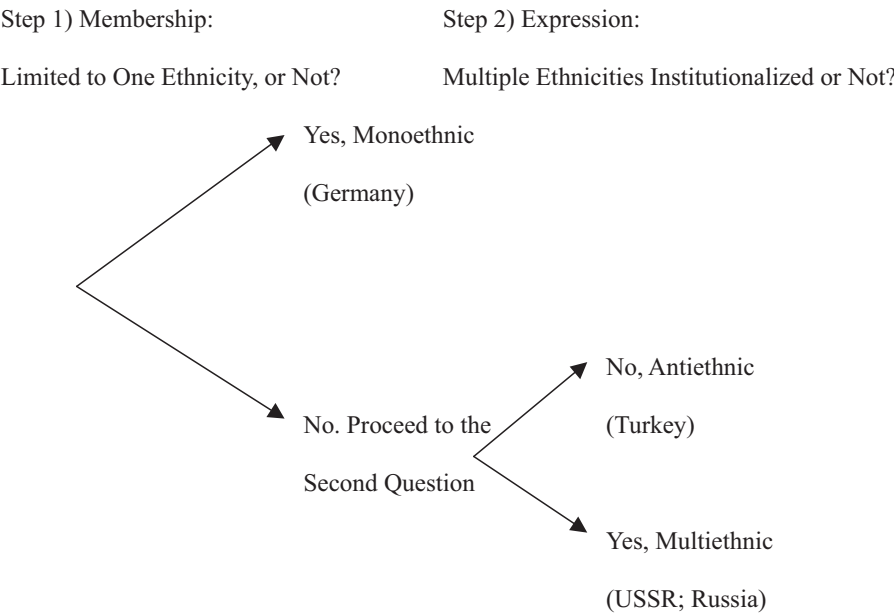 Step 1) Membership:
Step 2) Expression:
Limited to One Ethnicity, or Not?
Multiple Ethnicities Institutionalized or Not?
Yes, Monoethnic
(Germany)
No, Antiethnic
No. Proceed to the
(Turkey)
Second Question
Yes, Multiethnic
(USSR; Russia)